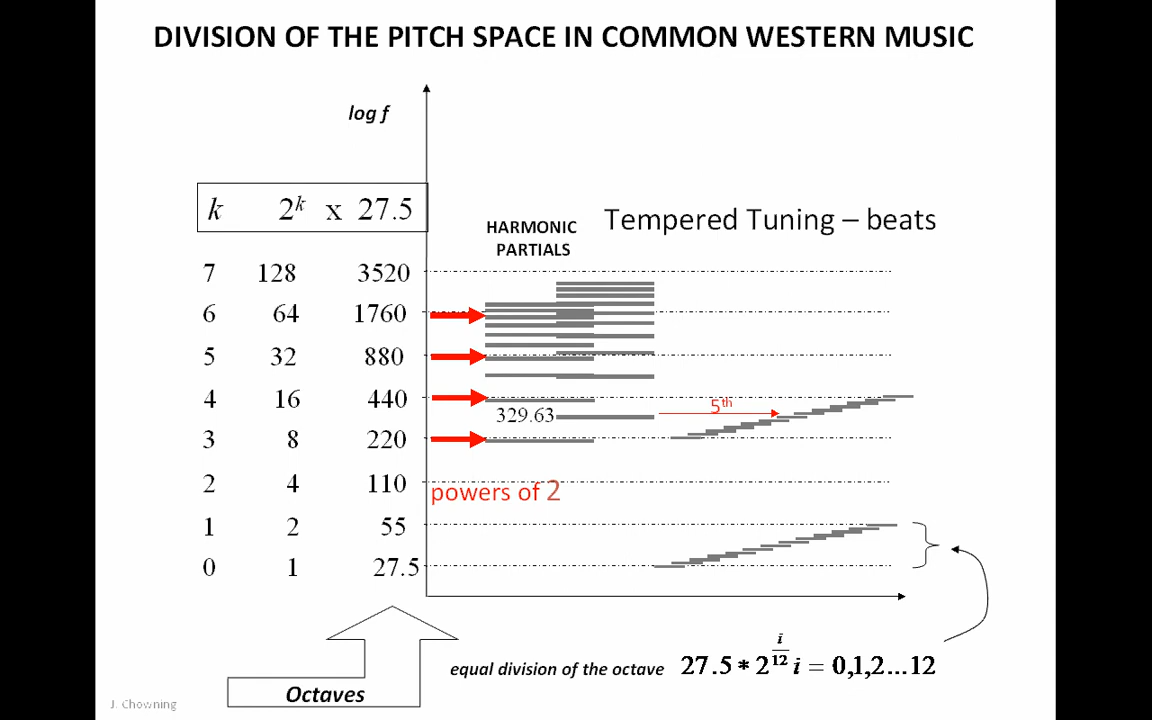 DIVISION OF THE PITCH SPACE IN COMMON WESTERN MUSIC
log f
k 2^k x 27.5
HARMONIC
PARTIALS
Tempered Tuning – beats
7 128 3520
6 64 1760
5 32 880
4 16 440
329.63
5th
3 8 220
2 4 110
powers of 2
1 2 55
0 1 27.5
equal division of the octave 27.5 * 2^(i/12) i = 0,1,2...12
Octaves
J. Chowning